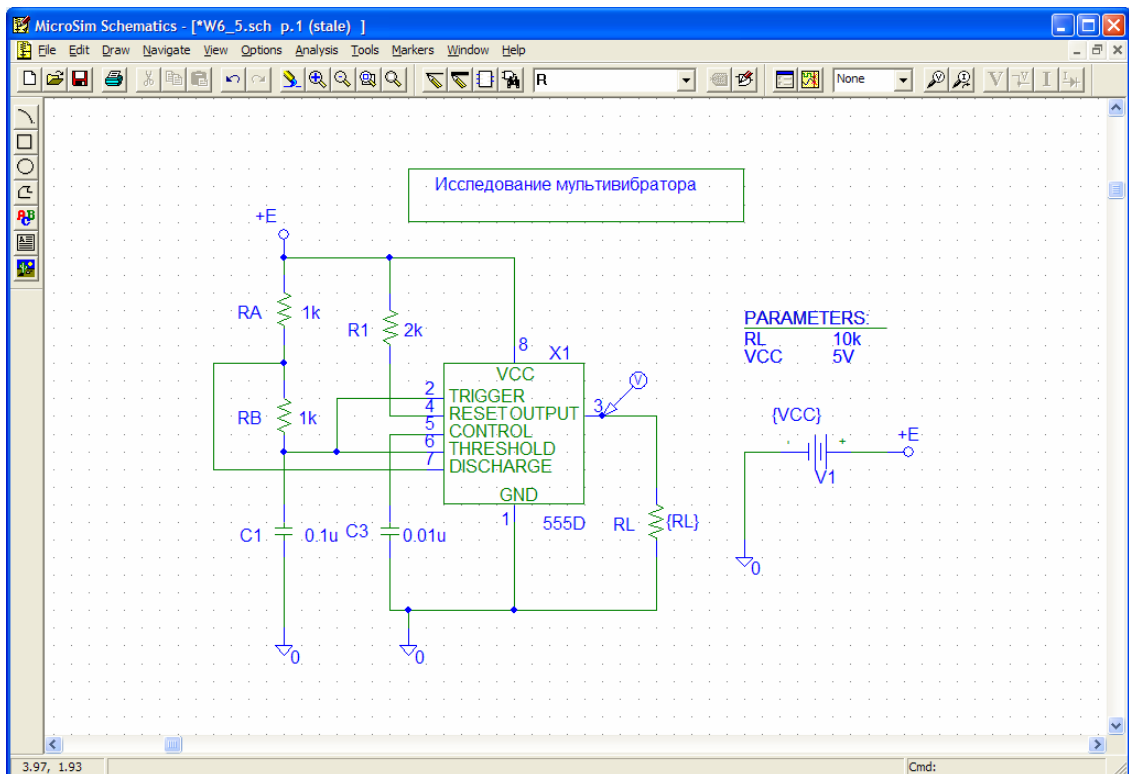 MicroSim Schematics - [*W6_5.sch p.1 (stale) ]
File Edit Draw Navigate View Options Analysis Tools Markers Window Help
R
None
Исследование мультивибратора
+E
RA 1k
R1 2k
RB 1k
C1 0.1u
C3 0.01u
0
0
8
X1
VCC
2 TRIGGER
4 RESET OUTPUT 3
5 CONTROL
6 THRESHOLD
7 DISCHARGE
GND
1
555D
V
RL {RL}
PARAMETERS:
RL 10k
VCC 5V
{VCC}
+E
V1
0
3.97, 1.93
Cmd: